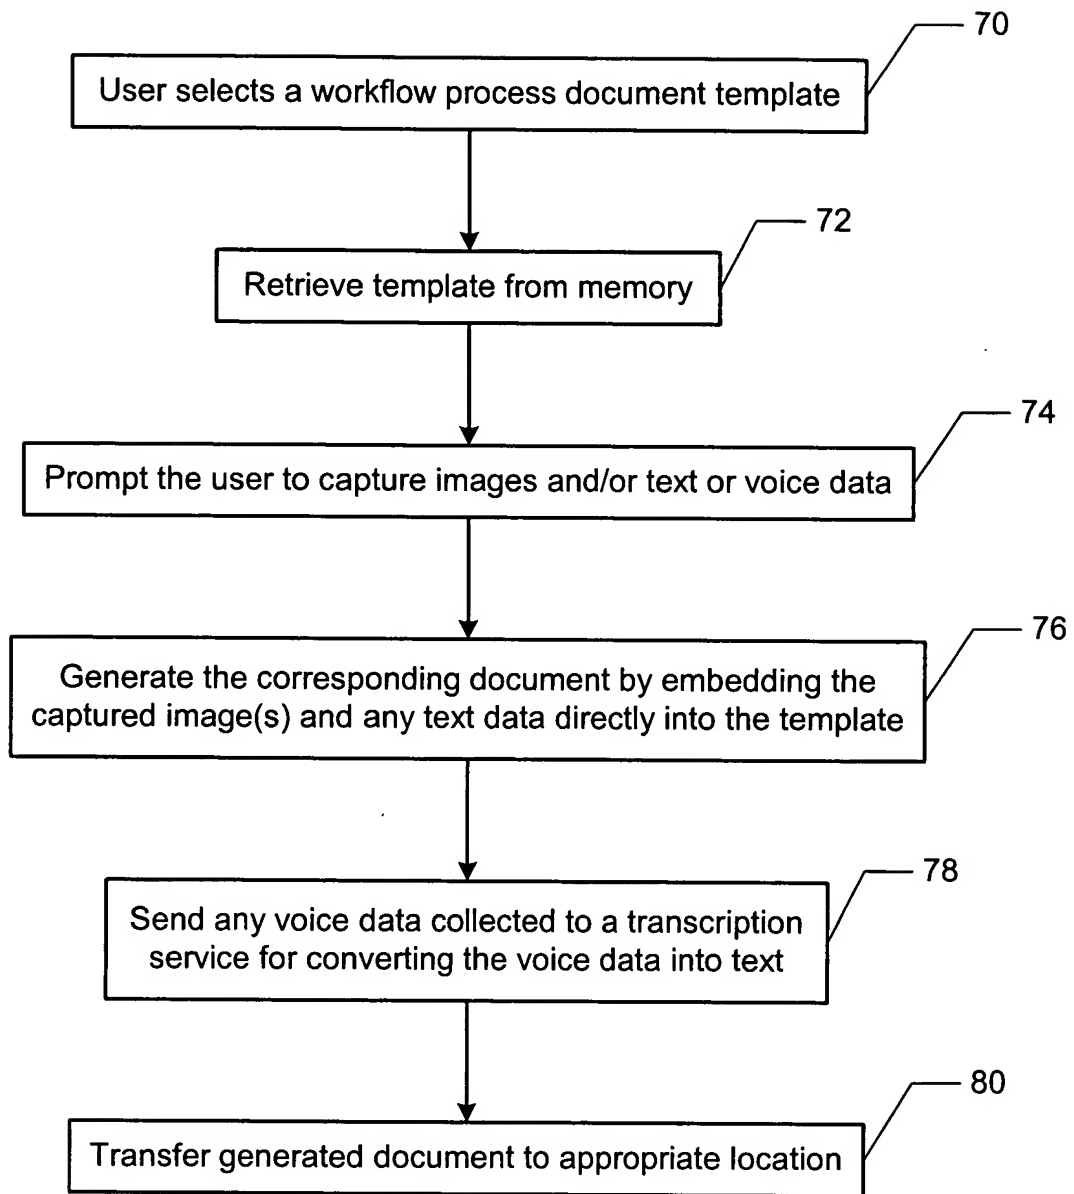 70
User selects a workflow process document template
72
Retrieve template from memory
74
Prompt the user to capture images and/or text or voice data
76
Generate the corresponding document by embedding the
captured image(s) and any text data directly into the template
78
Send any voice data collected to a transcription
service for converting the voice data into text
80
Transfer generated document to appropriate location